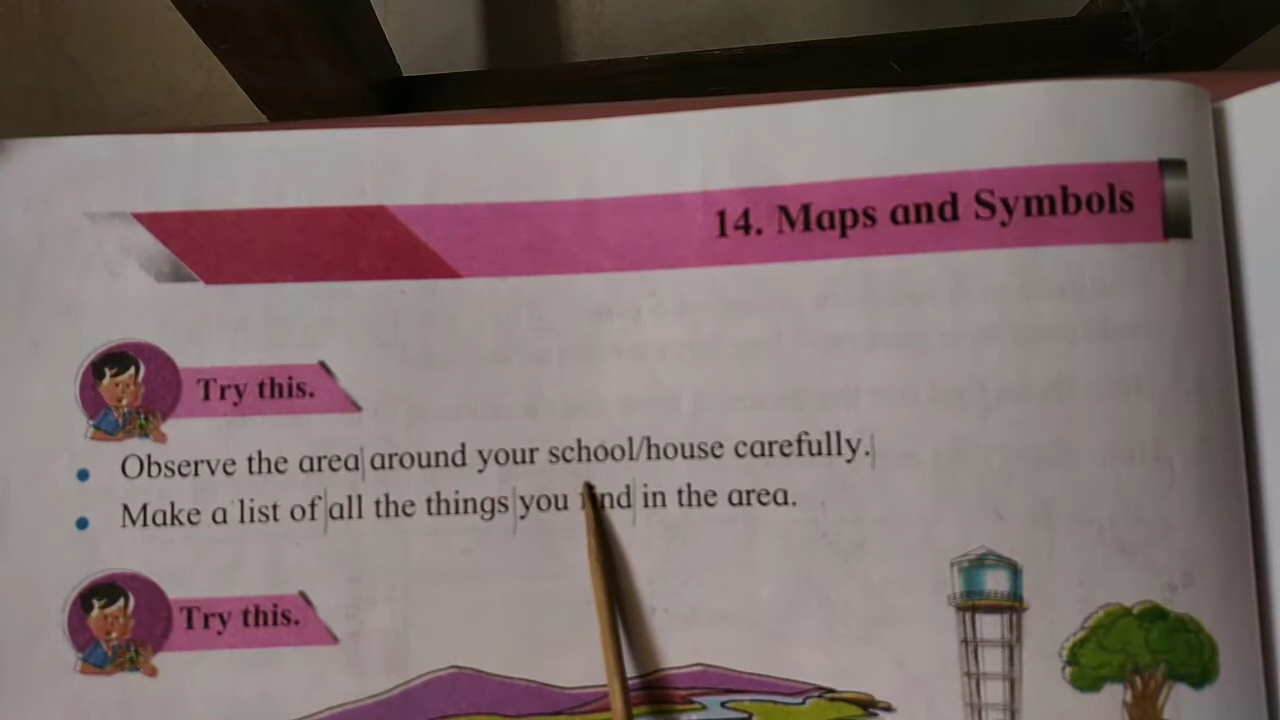 14. Maps and Symbols
Try this.
Observe the area around your school/house carefully.
Make a list of all the things you find in the area.
Try this.